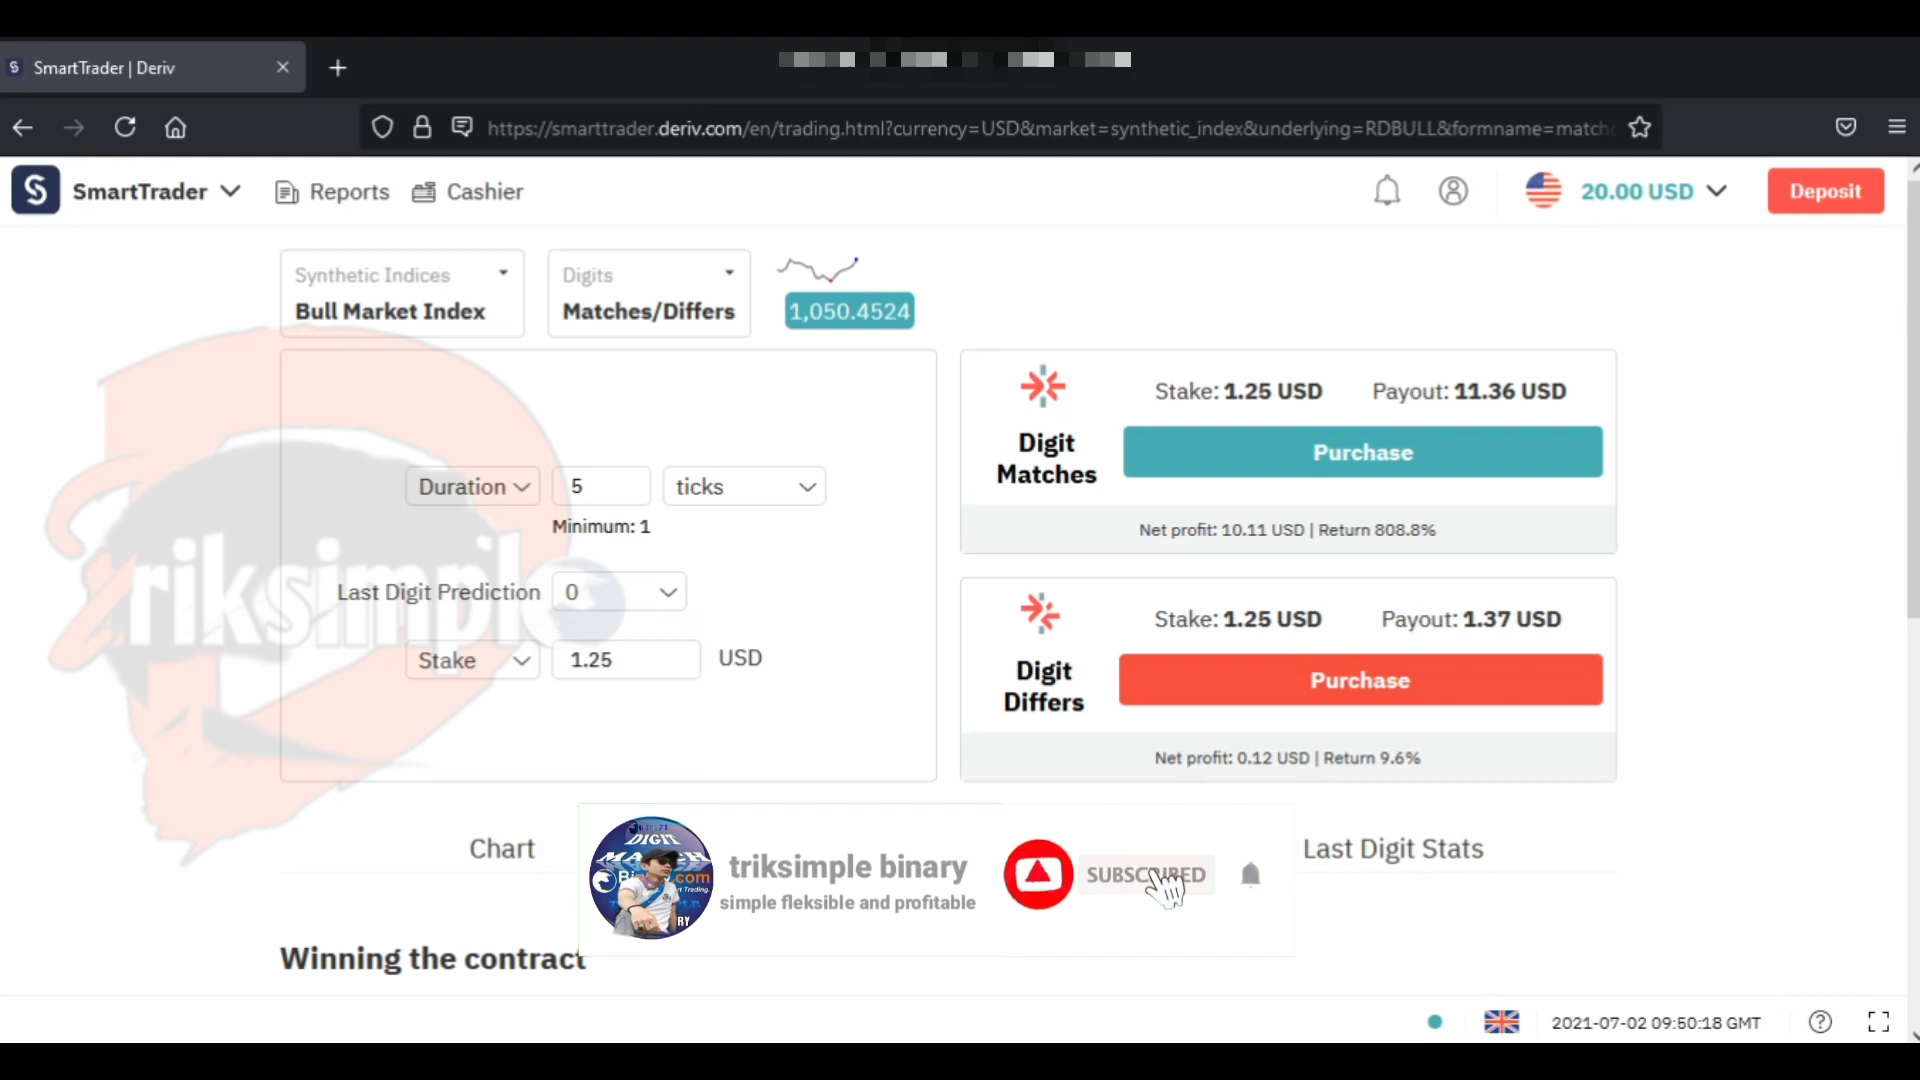 SmartTrader | Deriv
https://smarttrader.deriv.com/en/trading.html?currency=USD&market=synthetic_index&underlying=RDBULL&formname=match
SmartTrader
Reports
Cashier
20.00 USD
Deposit
Synthetic Indices
Bull Market Index
Digits
Matches/Differs
1,050.4524
Duration
5
ticks
Minimum: 1
Last Digit Prediction
0
Stake
1.25
USD
Digit
Matches
Stake: 1.25 USD
Payout: 11.36 USD
Purchase
Net profit: 10.11 USD | Return 808.8%
Digit
Differs
Stake: 1.25 USD
Payout: 1.37 USD
Purchase
Net profit: 0.12 USD | Return 9.6%
riksimple
Chart
Last Digit Stats
DIGIT
.com
triksimple binary
simple fleksible and profitable
SUBSCRIBED
Winning the contract
2021-07-02 09:50:18 GMT